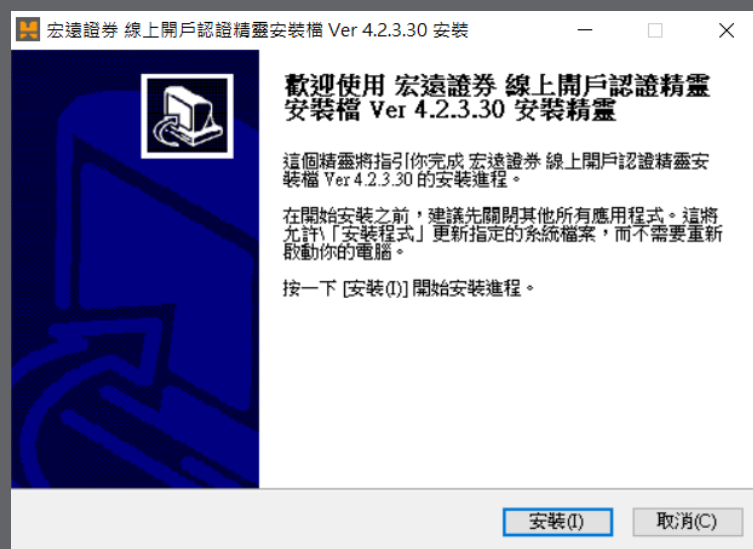 宏遠證券 線上開戶認證精靈安裝檔 Ver 4.2.3.30 安裝
歡迎使用 宏遠證券 線上開戶認證精靈
安裝檔 Ver 4.2.3.30 安裝精靈
這個精靈將指引你完成 宏遠證券 線上開戶認證精靈安
裝檔 Ver 4.2.3.30 的安裝進程。
在開始安裝之前，建議先關閉其他所有應用程式。這將
允許\「安裝程式」更新指定的系統檔案，而不需要重新
啟動你的電腦。
按一下 [安裝(I)] 開始安裝進程。
安裝(I)
取消(C)